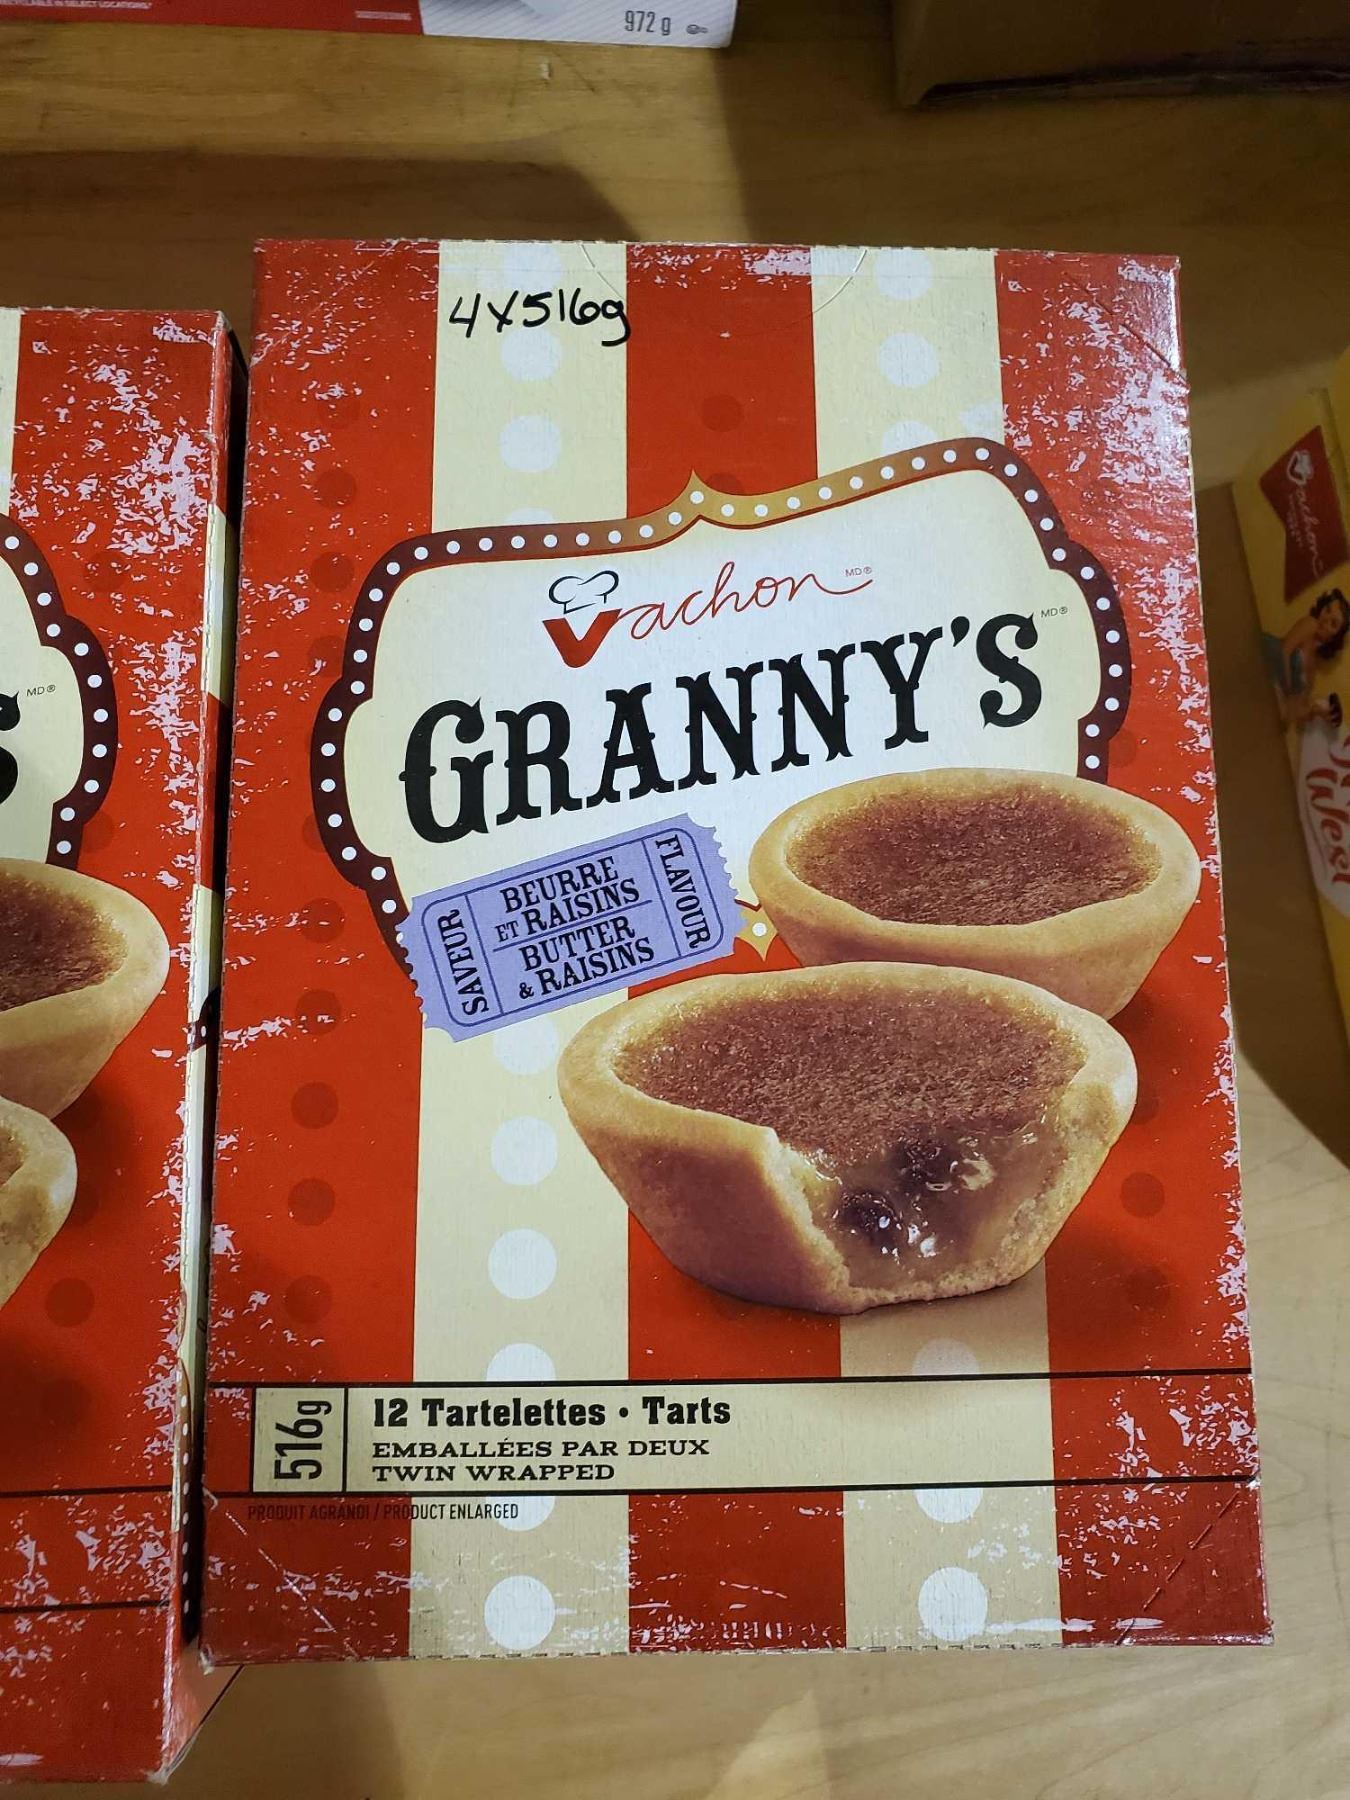 972 g
4X516g
Vachon MD®
GRANNY'S MD®
SAVEUR
BEURRE
ET RAISINS
BUTTER
& RAISINS
FLAVOUR
516g
12 Tartelettes • Tarts
EMBALLÉES PAR DEUX
TWIN WRAPPED
PRODUIT AGRANDI / PRODUCT ENLARGED
S MD®
Vachon